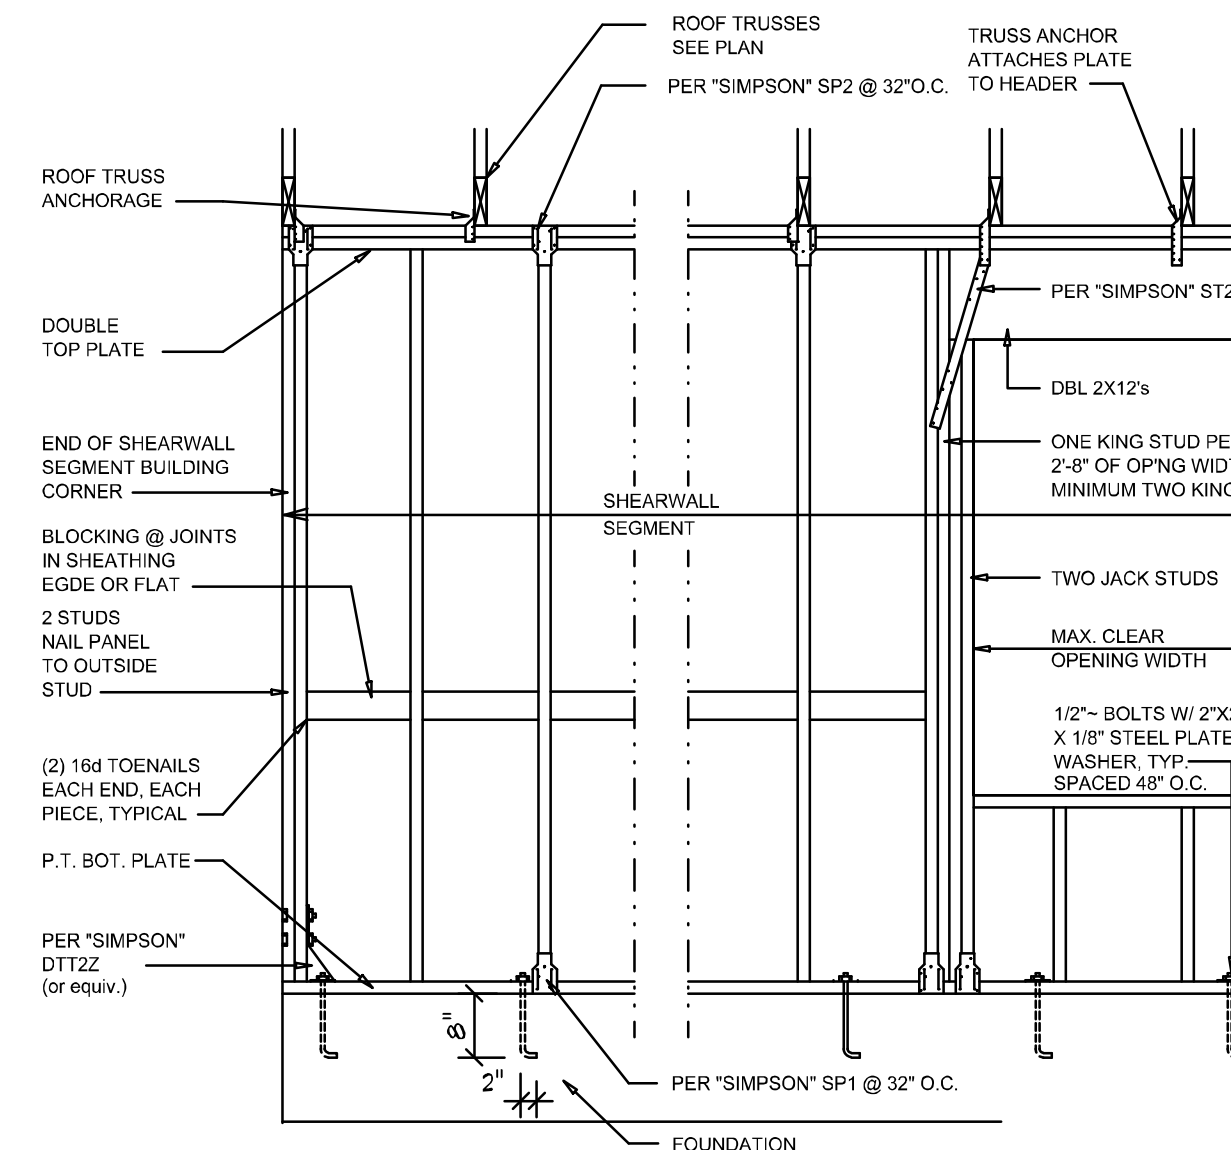 ROOF TRUSSES
SEE PLAN
PER "SIMPSON" SP2 @ 32"O.C.
TRUSS ANCHOR
ATTACHES PLATE
TO HEADER
ROOF TRUSS
ANCHORAGE
DOUBLE
TOP PLATE
END OF SHEARWALL
SEGMENT BUILDING
CORNER
BLOCKING @ JOINTS
IN SHEATHING
EGDE OR FLAT
2 STUDS
NAIL PANEL
TO OUTSIDE
STUD
(2) 16d TOENAILS
EACH END, EACH
PIECE, TYPICAL
P.T. BOT. PLATE
PER "SIMPSON"
DTT2Z
(or equiv.)
SHEARWALL
SEGMENT
PER "SIMPSON" ST2
DBL 2X12's
ONE KING STUD PE
2'-8" OF OP'NG WIDT
MINIMUM TWO KING
TWO JACK STUDS
MAX. CLEAR
OPENING WIDTH
1/2"~ BOLTS W/ 2"X2
X 1/8" STEEL PLATE
WASHER, TYP.
SPACED 48" O.C.
8"
2"
PER "SIMPSON" SP1 @ 32" O.C.
FOUNDATION